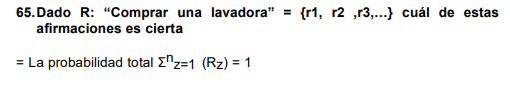 65. Dado R: “Comprar una lavadora” = {r1, r2 ,r3,...} cuál de estas
afirmaciones es cierta
= La probabilidad total Σⁿz=1 (Rz) = 1